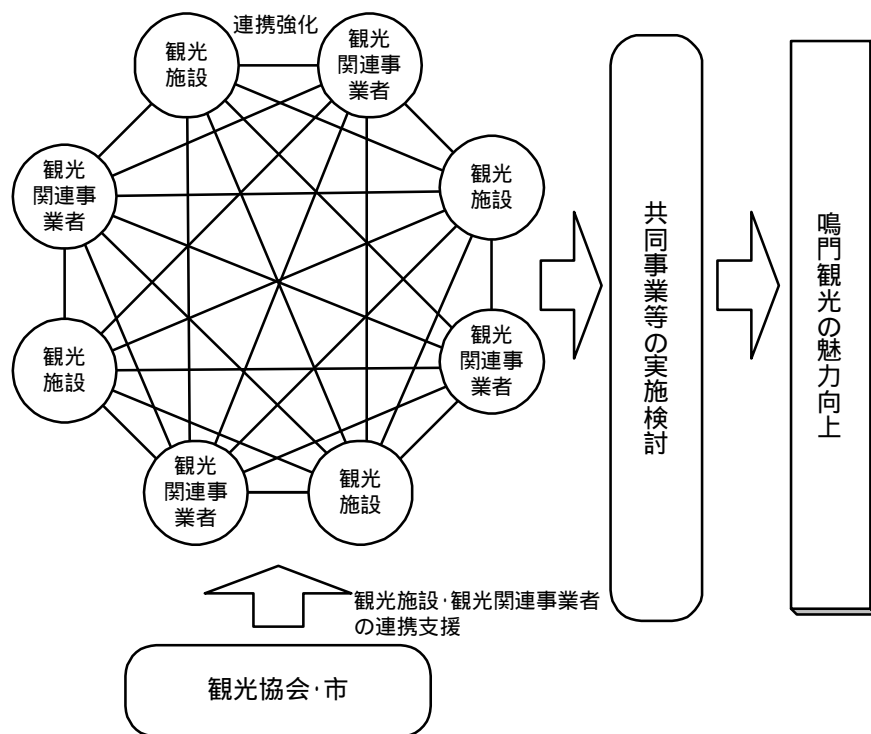 連携強化
観光
施設
観光
関連事
業者
観光
関連事
業者
観光
施設
観光
施設
観光
関連事
業者
観光
関連事
業者
観光
施設
共同事業等の実施検討
鳴門観光の魅力向上
観光施設·観光関連事業者
の連携支援
観光協会·市